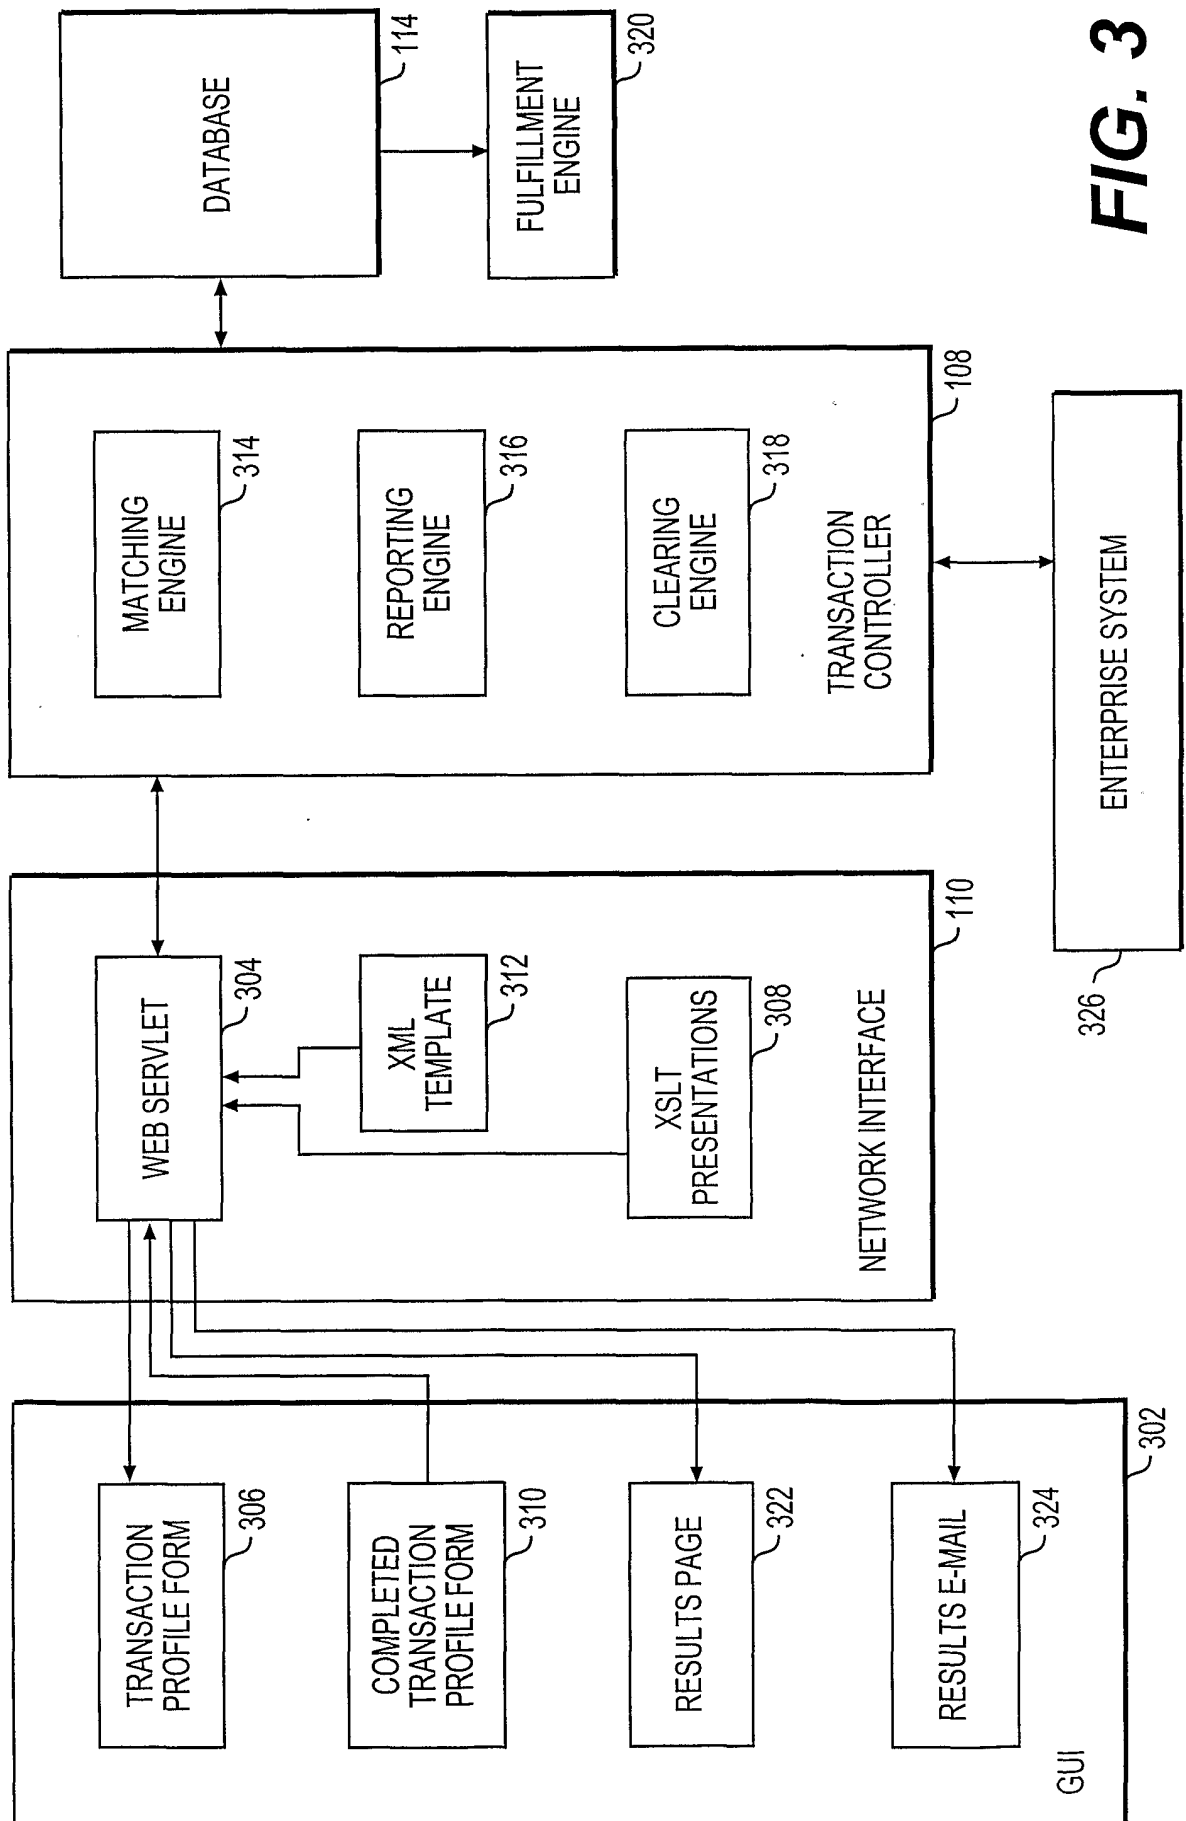 TRANSACTION
PROFILE FORM
306
COMPLETED
TRANSACTION
PROFILE FORM
310
RESULTS PAGE
322
RESULTS E-MAIL
324
GUI
302
WEB SERVLET
304
XML
TEMPLATE
312
XSLT
PRESENTATIONS
308
NETWORK INTERFACE
110
MATCHING
ENGINE
314
REPORTING
ENGINE
316
CLEARING
ENGINE
318
TRANSACTION
CONTROLLER
108
DATABASE
114
FULFILLMENT
ENGINE
320
ENTERPRISE SYSTEM
326
FIG. 3